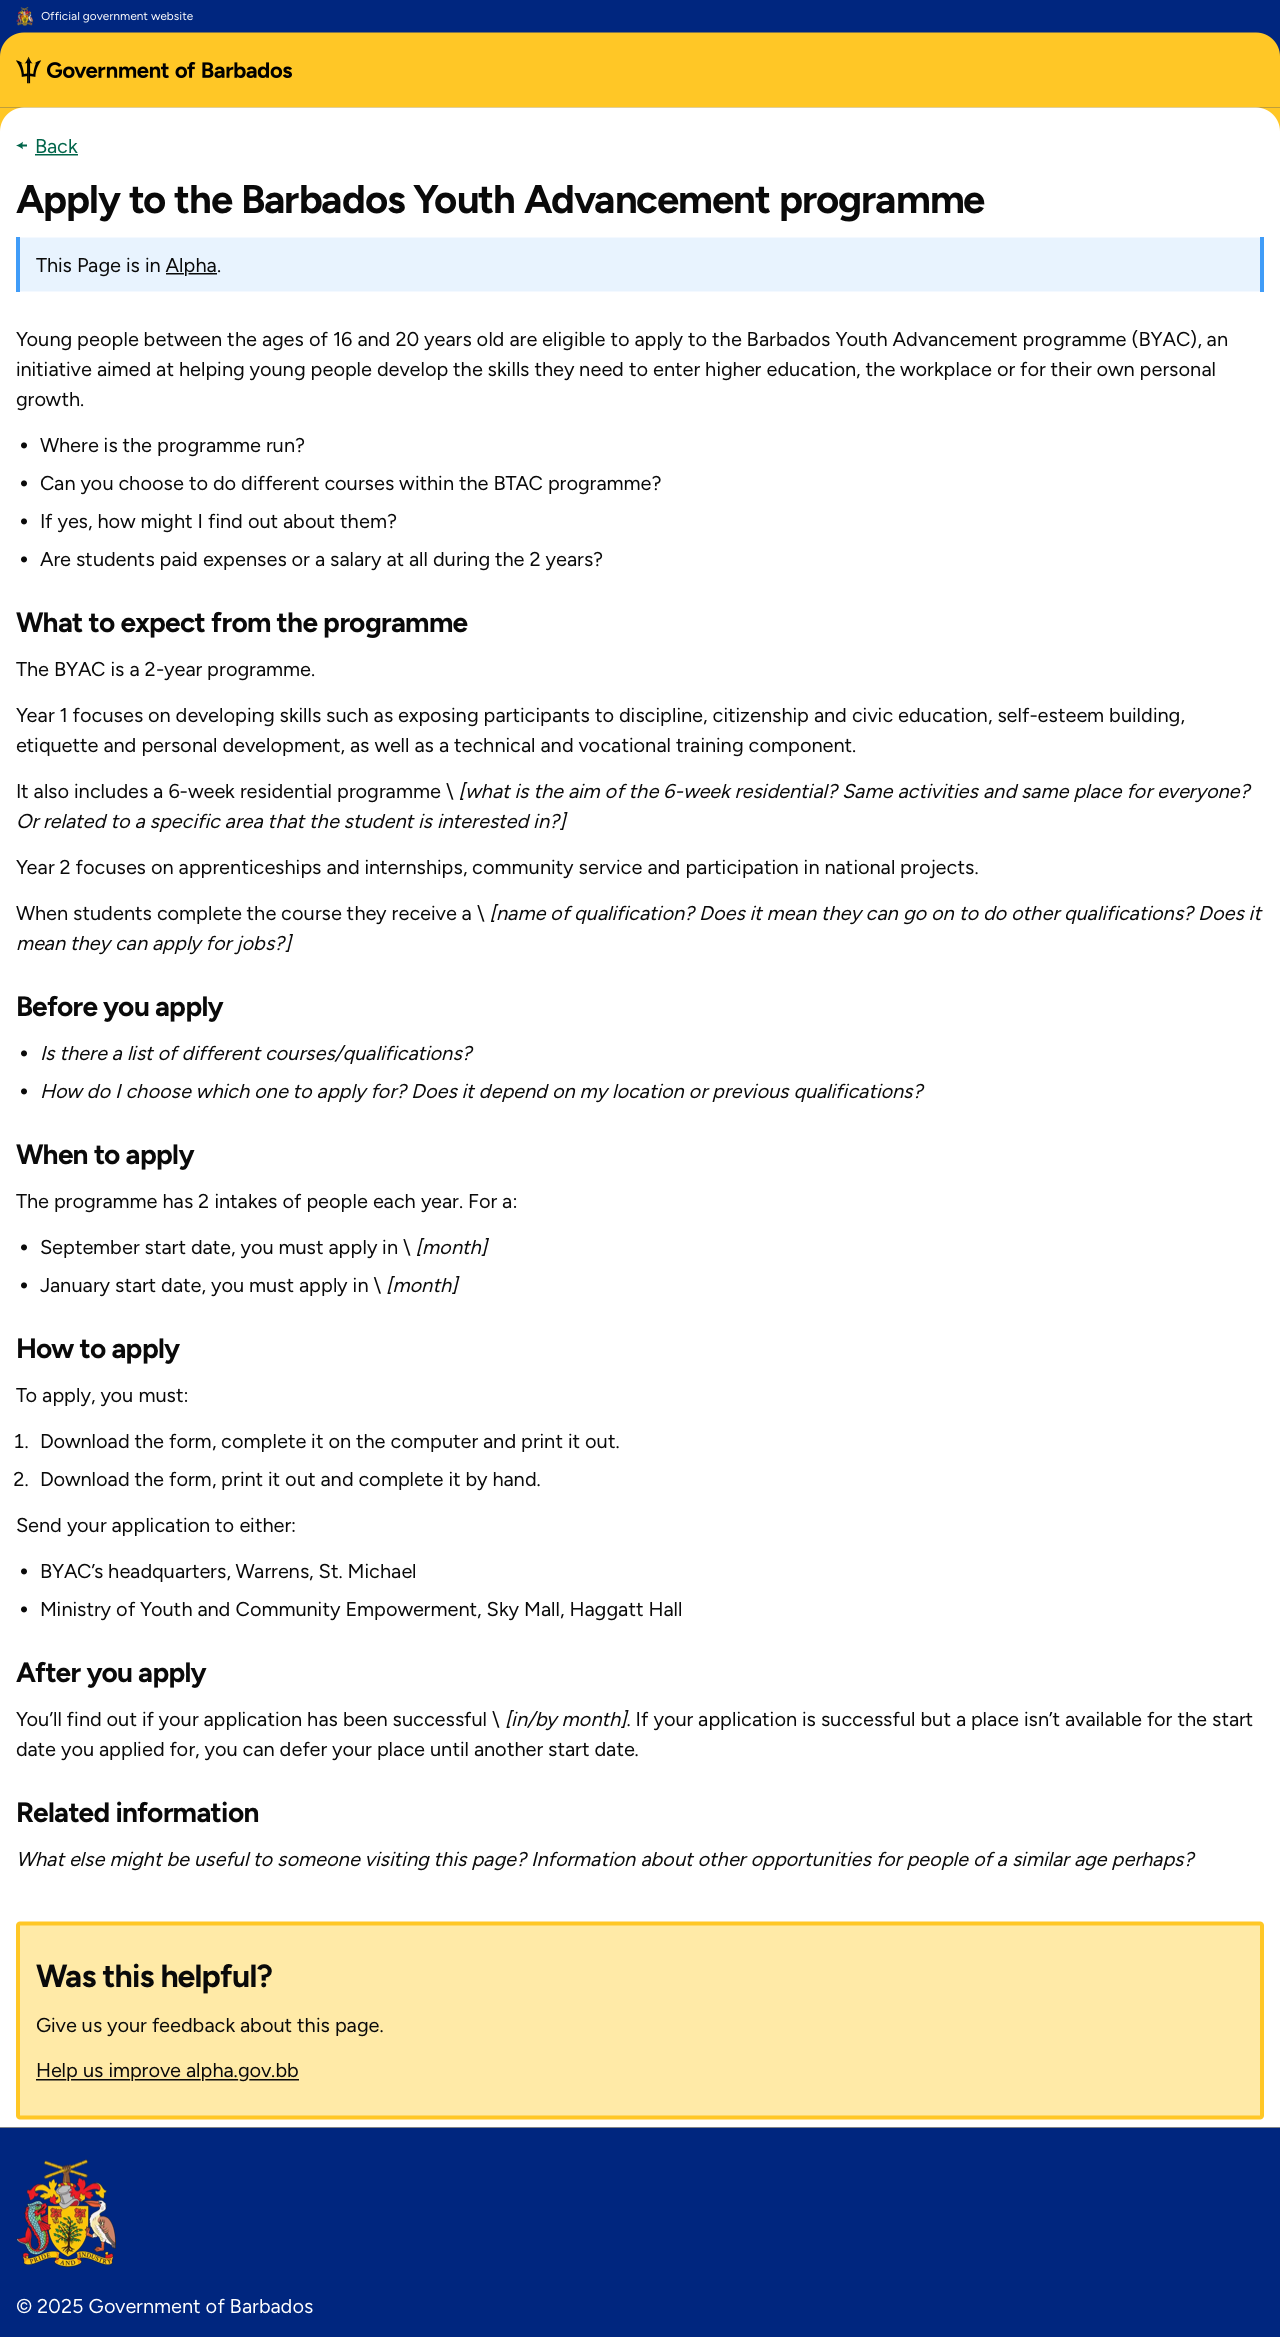 Official government website
Government of Barbados
Back
Apply to the Barbados Youth Advancement programme
This Page is in Alpha.
Young people between the ages of 16 and 20 years old are eligible to apply to the Barbados Youth Advancement programme (BYAC), an
initiative aimed at helping young people develop the skills they need to enter higher education, the workplace or for their own personal
growth.
• Where is the programme run?
• Can you choose to do different courses within the BTAC programme?
• If yes, how might I find out about them?
• Are students paid expenses or a salary at all during the 2 years?
What to expect from the programme
The BYAC is a 2-year programme.
Year 1 focuses on developing skills such as exposing participants to discipline, citizenship and civic education, self-esteem building,
etiquette and personal development, as well as a technical and vocational training component.
It also includes a 6-week residential programme \ [what is the aim of the 6-week residential? Same activities and same place for everyone?
Or related to a specific area that the student is interested in?]
Year 2 focuses on apprenticeships and internships, community service and participation in national projects.
When students complete the course they receive a \ [name of qualification? Does it mean they can go on to do other qualifications? Does it
mean they can apply for jobs?]
Before you apply
• Is there a list of different courses/qualifications?
• How do I choose which one to apply for? Does it depend on my location or previous qualifications?
When to apply
The programme has 2 intakes of people each year. For a:
• September start date, you must apply in \ [month]
• January start date, you must apply in \ [month]
How to apply
To apply, you must:
1. Download the form, complete it on the computer and print it out.
2. Download the form, print it out and complete it by hand.
Send your application to either:
• BYAC’s headquarters, Warrens, St. Michael
• Ministry of Youth and Community Empowerment, Sky Mall, Haggatt Hall
After you apply
You’ll find out if your application has been successful \ [in/by month]. If your application is successful but a place isn’t available for the start
date you applied for, you can defer your place until another start date.
Related information
What else might be useful to someone visiting this page? Information about other opportunities for people of a similar age perhaps?
Was this helpful?
Give us your feedback about this page.
Help us improve alpha.gov.bb
PRIDE AND INDUSTRY
© 2025 Government of Barbados